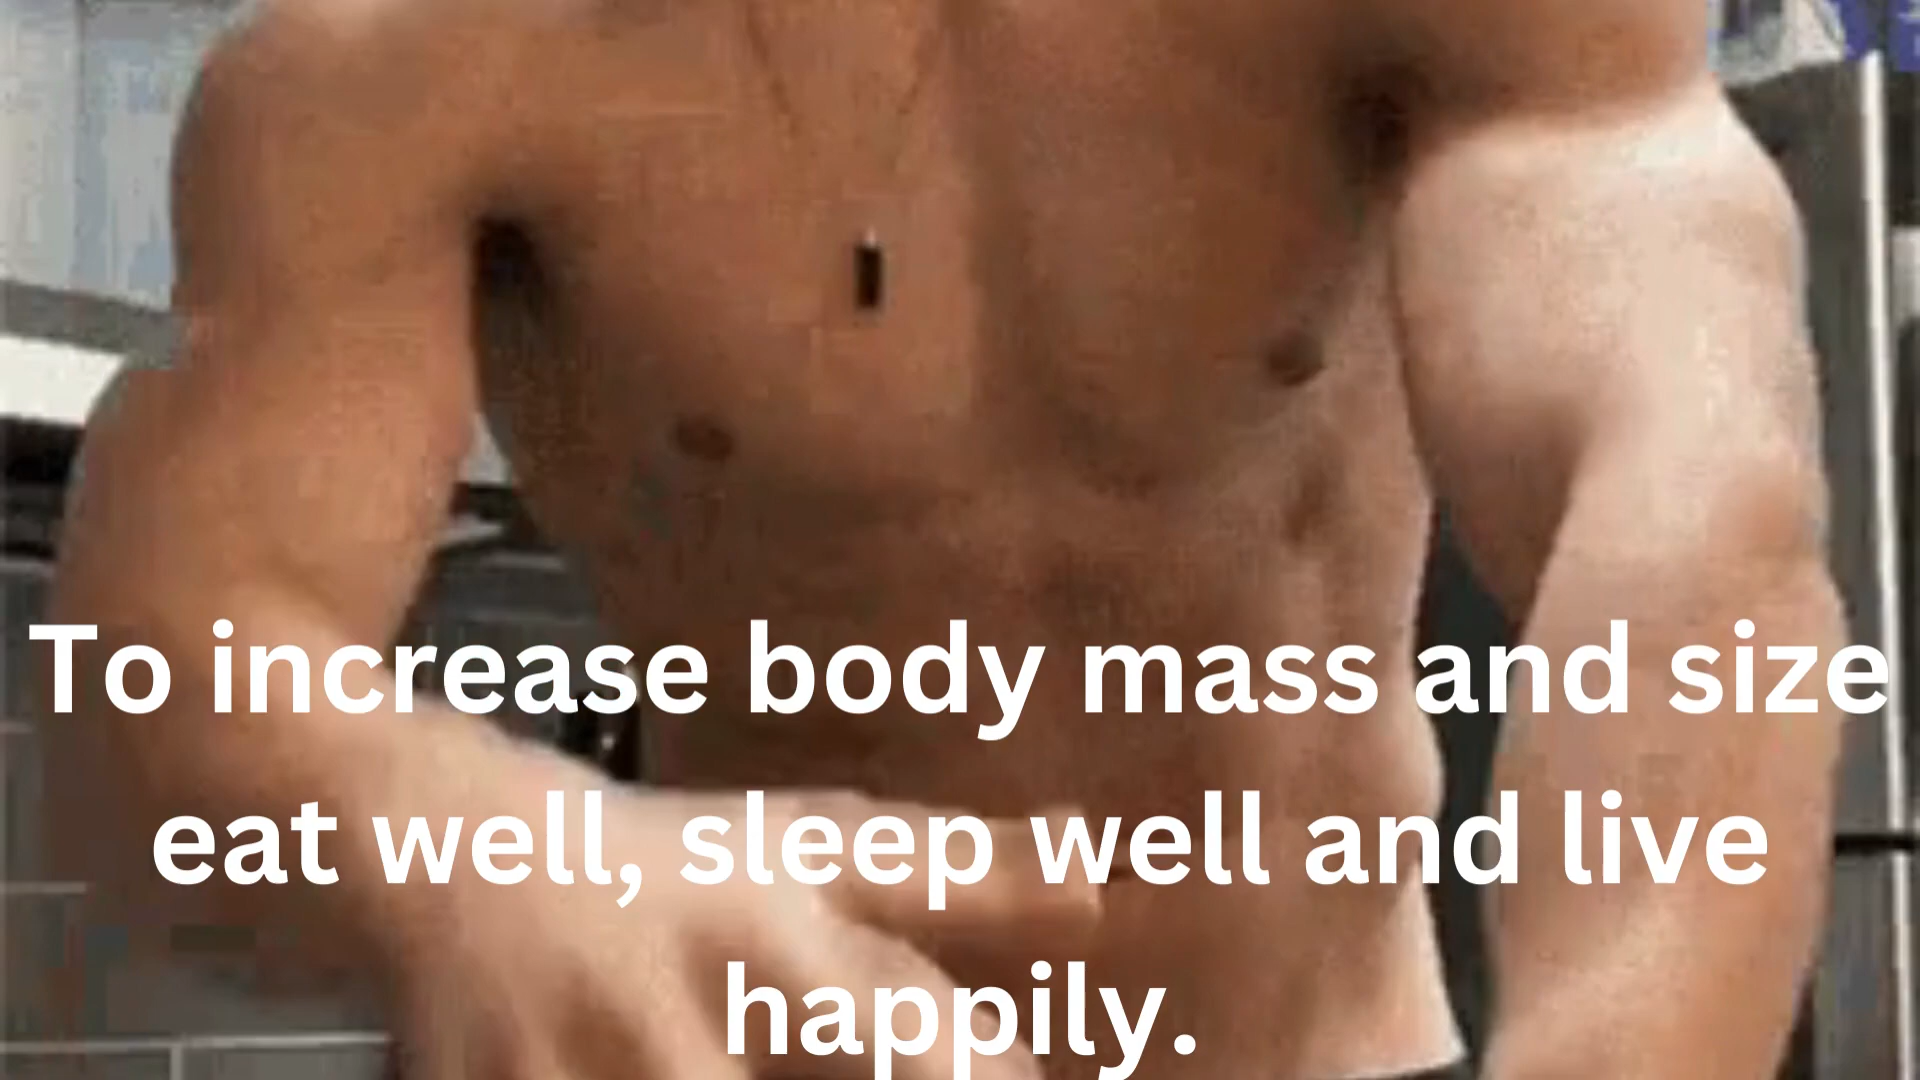 To increase body mass and size
eat well, sleep well and live
happily.